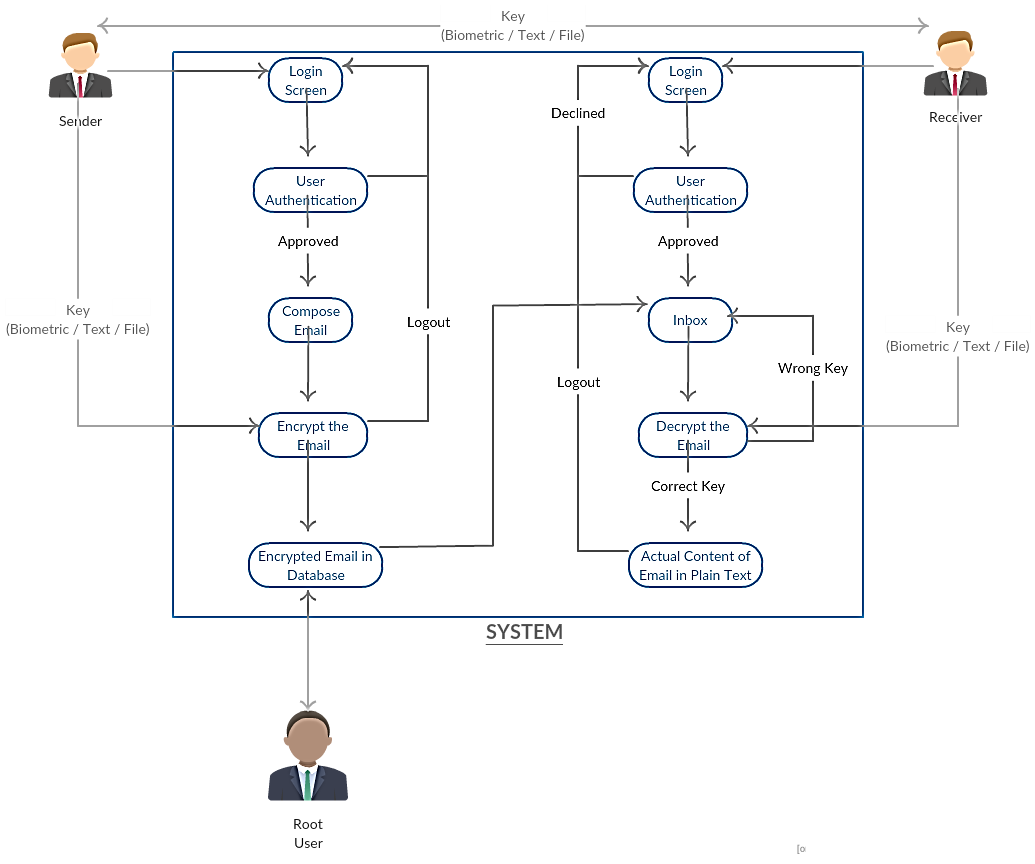 Key
(Biometric / Text / File)
Sender
Receiver
Login
Screen
Login
Screen
Declined
User
Authentication
User
Authentication
Approved
Approved
Key
(Biometric / Text / File)
Compose
Email
Logout
Inbox
Key
(Biometric / Text / File)
Wrong Key
Logout
Encrypt the
Email
Decrypt the
Email
Correct Key
Encrypted Email in
Database
Actual Content of
Email in Plain Text
SYSTEM
Root
User